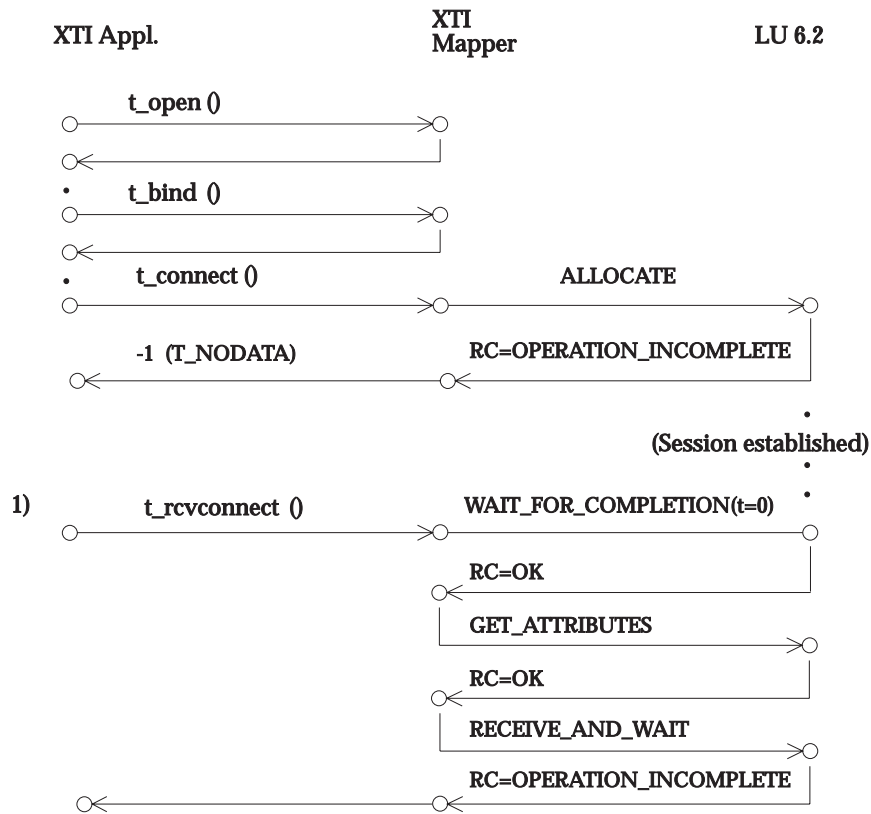 XTI Appl.
XTI
Mapper
LU 6.2
t_open ()
t_bind ()
t_connect ()
ALLOCATE
-1 (T_NODATA)
RC=OPERATION_INCOMPLETE
(Session established)
1)
t_rcvconnect ()
WAIT_FOR_COMPLETION(t=0)
RC=OK
GET_ATTRIBUTES
RC=OK
RECEIVE_AND_WAIT
RC=OPERATION_INCOMPLETE